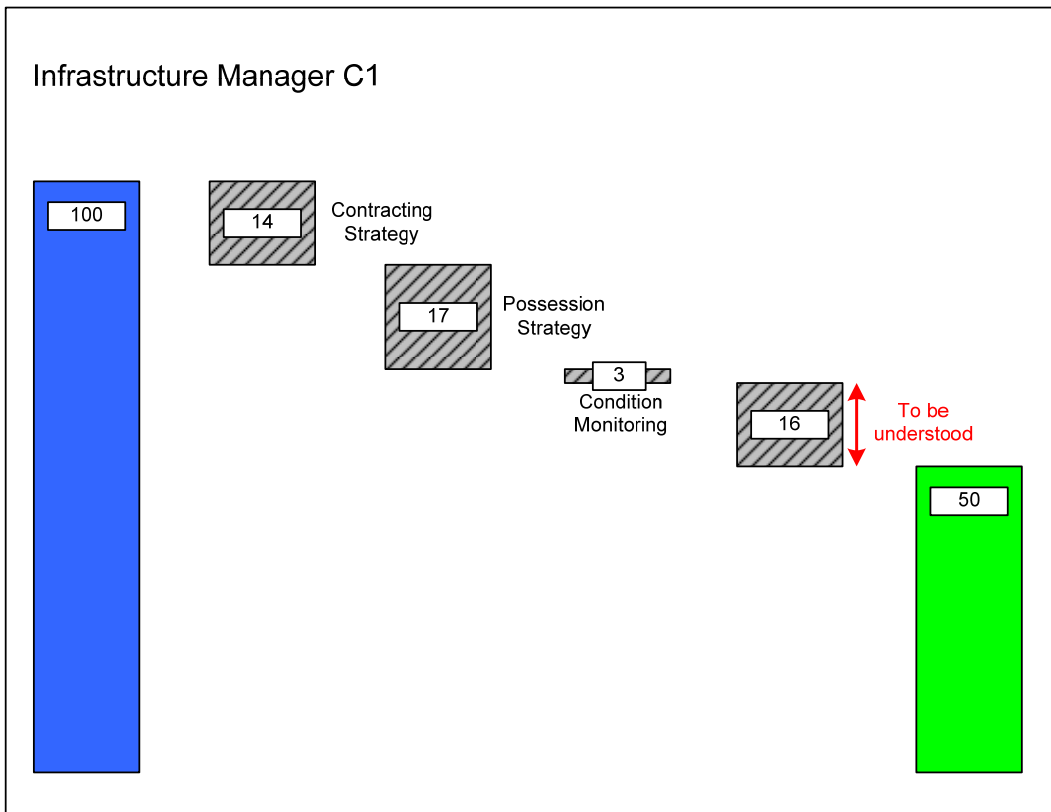 Infrastructure Manager C1
100
14
Contracting
Strategy
17
Possession
Strategy
3
Condition
Monitoring
16
To be
understood
50